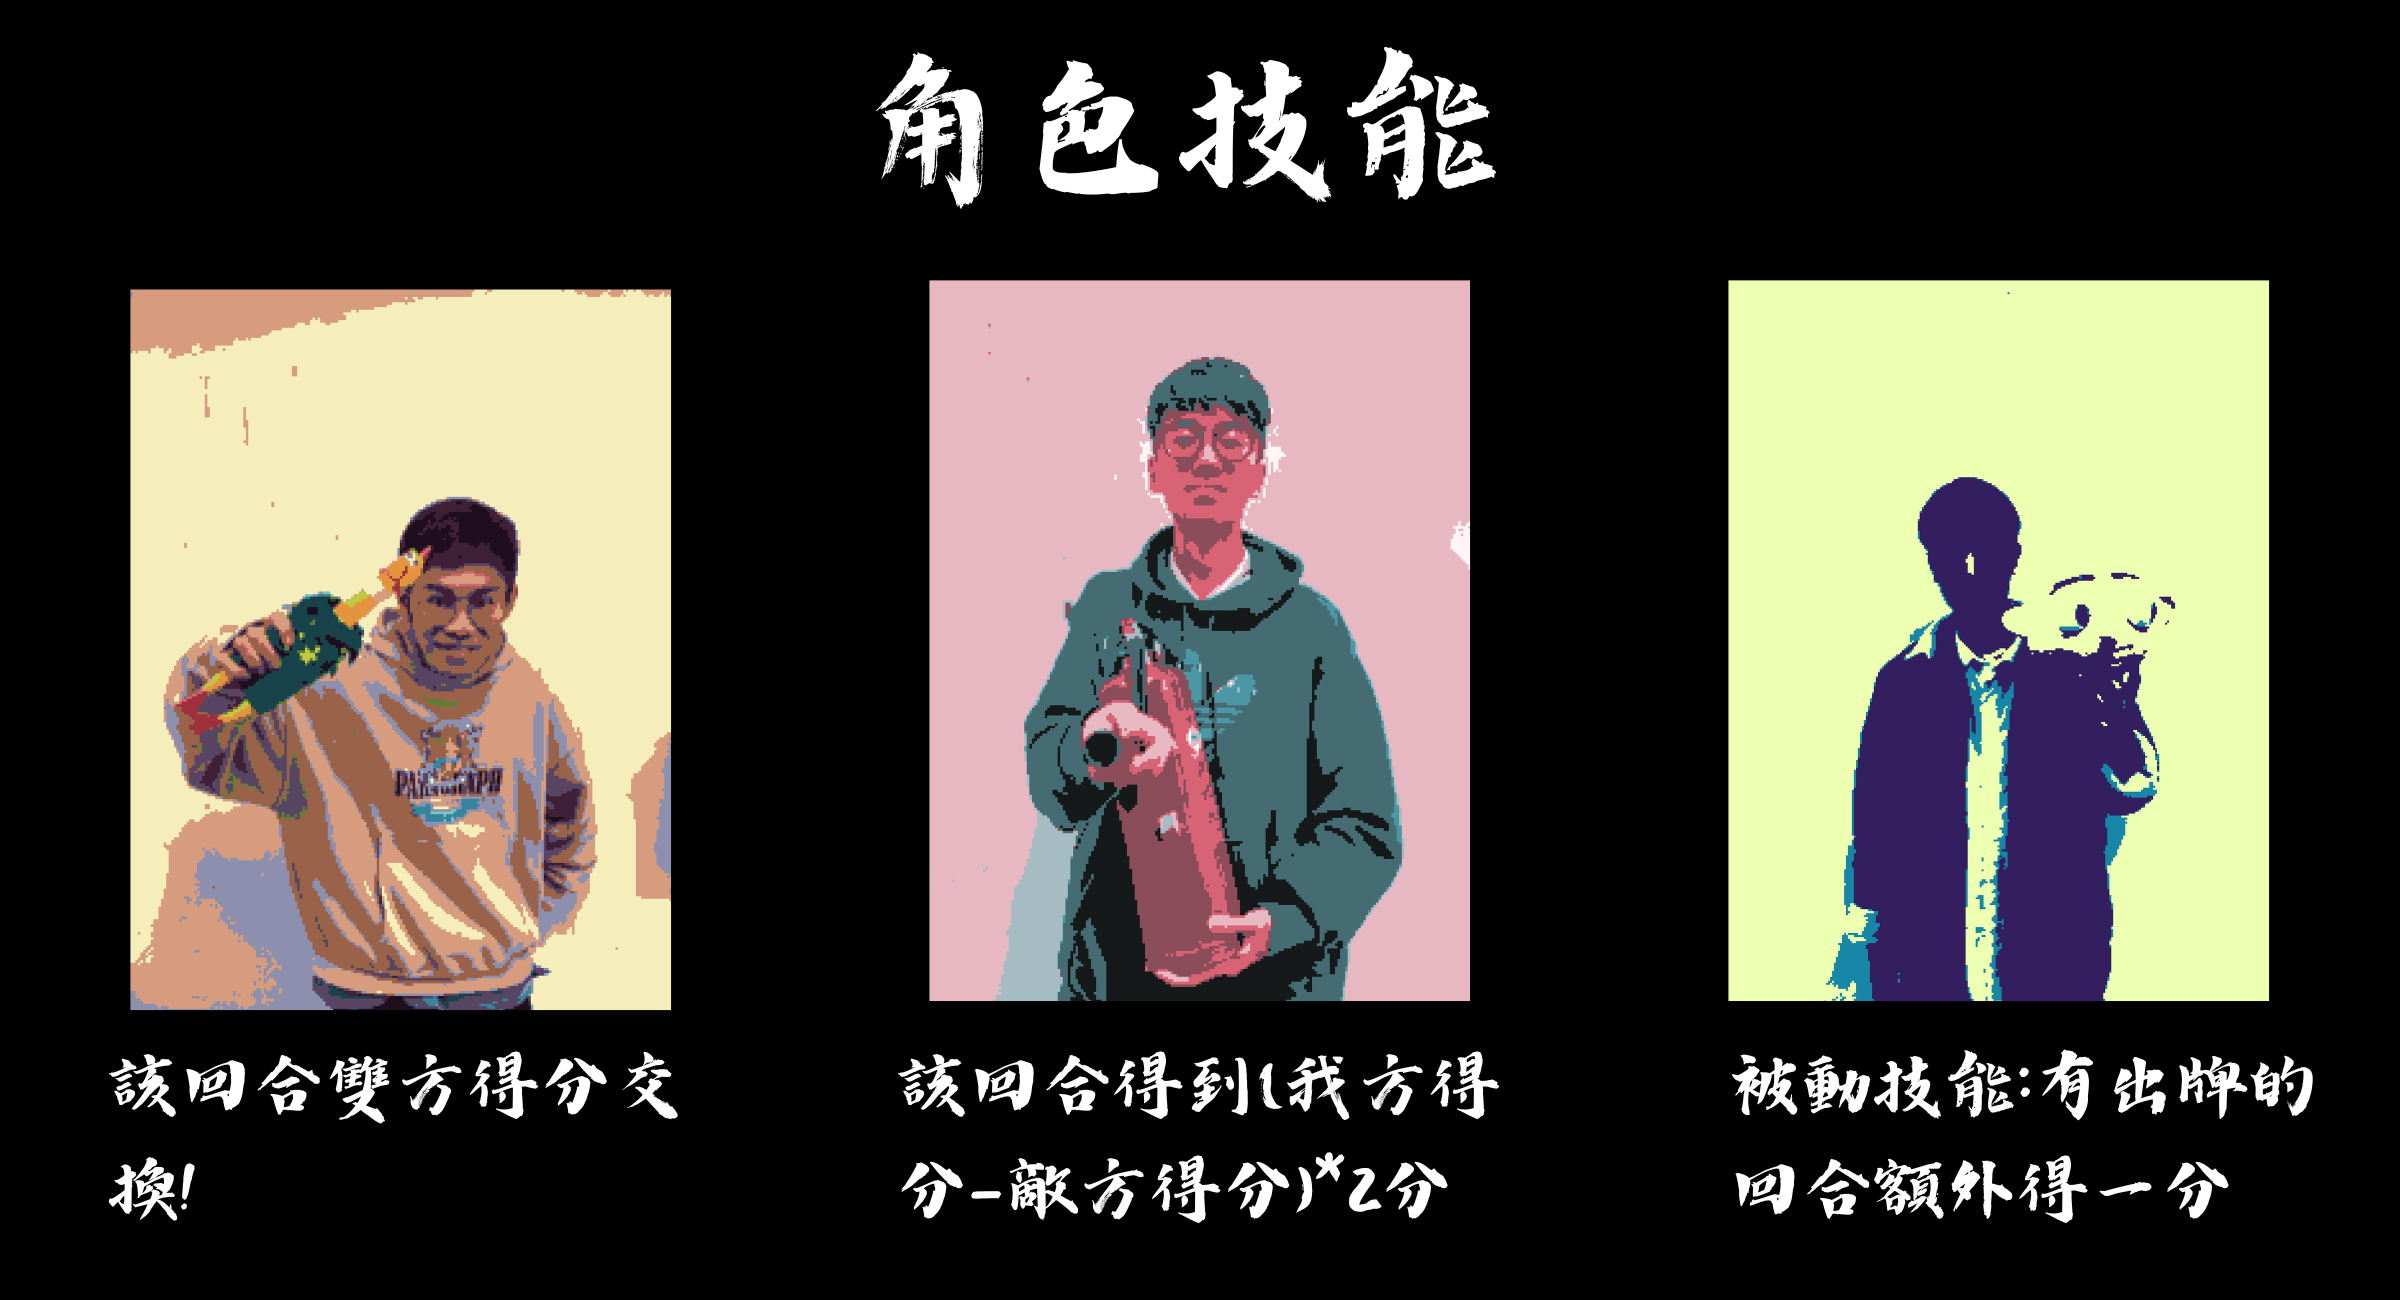 角色技能
PARAGRAPH
該回合雙方得分交
換!
該回合得到(我方得
分-敵方得分)*2分
被動技能:有出牌的
回合額外得一分